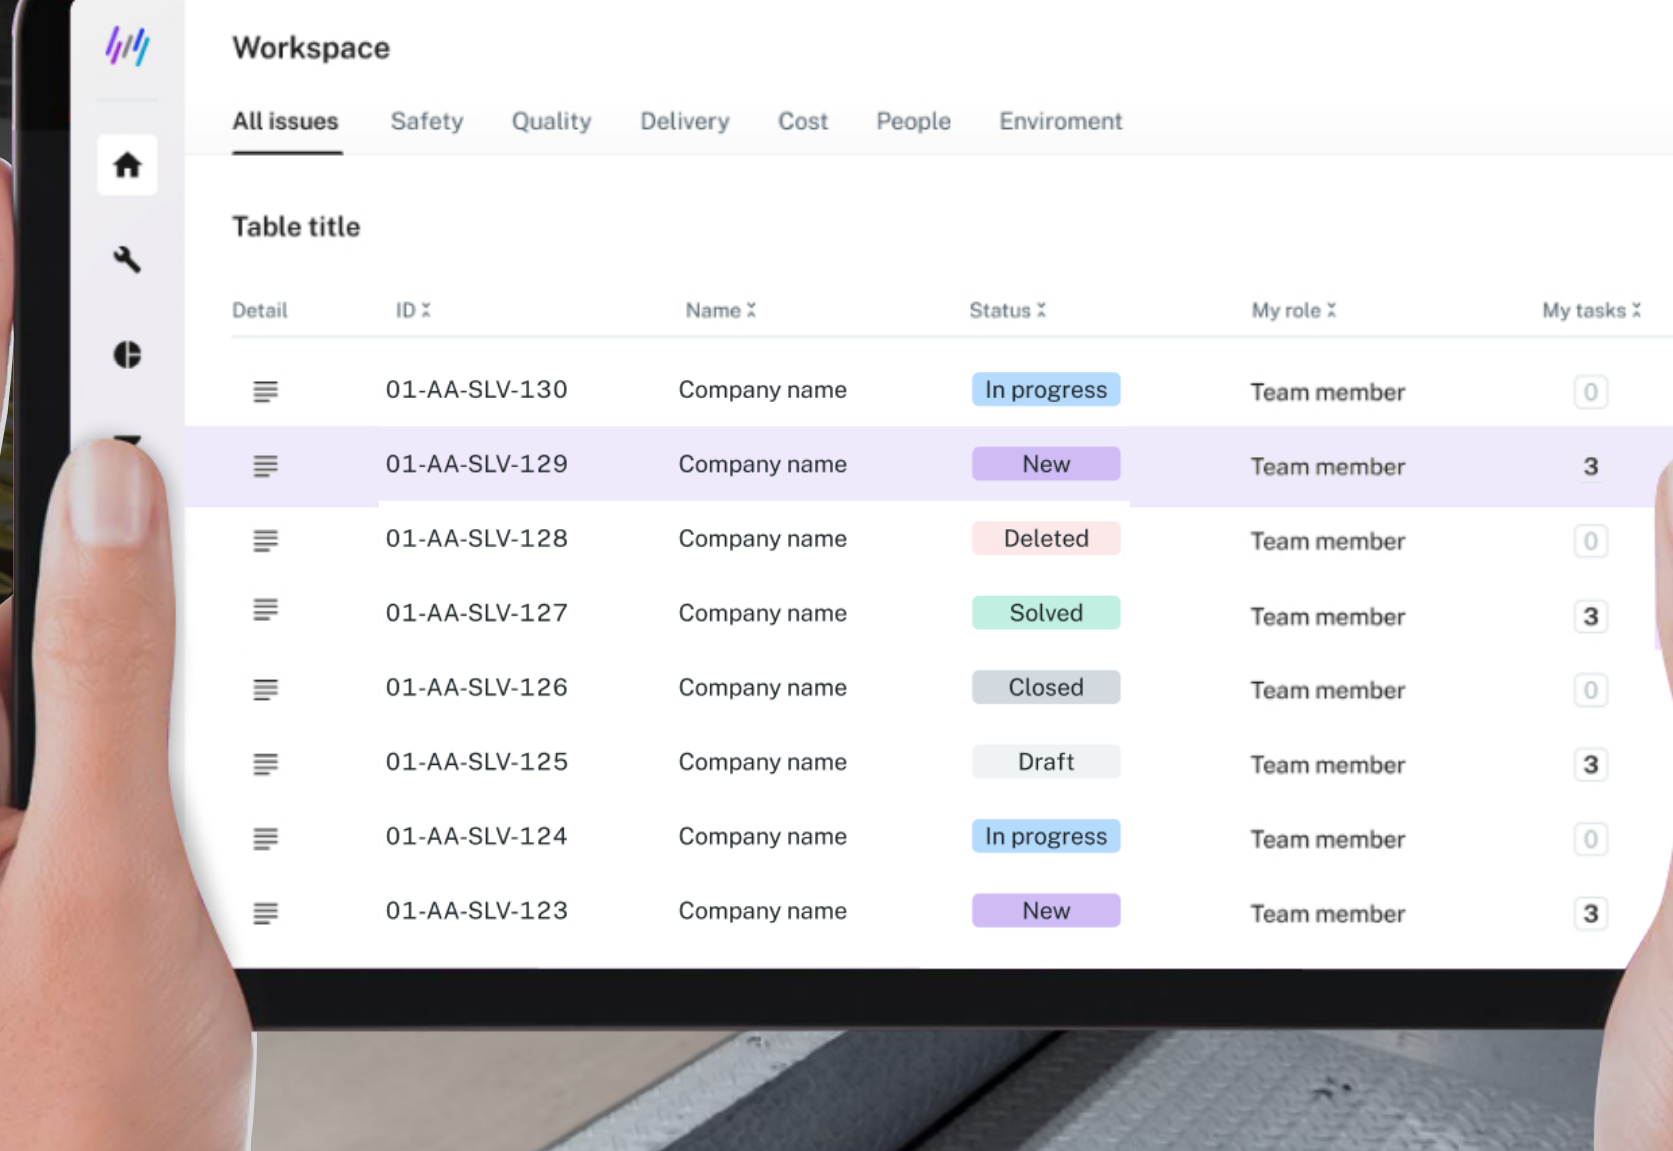 Workspace
All issues Safety Quality Delivery Cost People Enviroment
Table title
Detail ID Name Status My role My tasks
01-AA-SLV-130 Company name In progress Team member 0
01-AA-SLV-129 Company name New Team member 3
01-AA-SLV-128 Company name Deleted Team member 0
01-AA-SLV-127 Company name Solved Team member 3
01-AA-SLV-126 Company name Closed Team member 0
01-AA-SLV-125 Company name Draft Team member 3
01-AA-SLV-124 Company name In progress Team member 0
01-AA-SLV-123 Company name New Team member 3